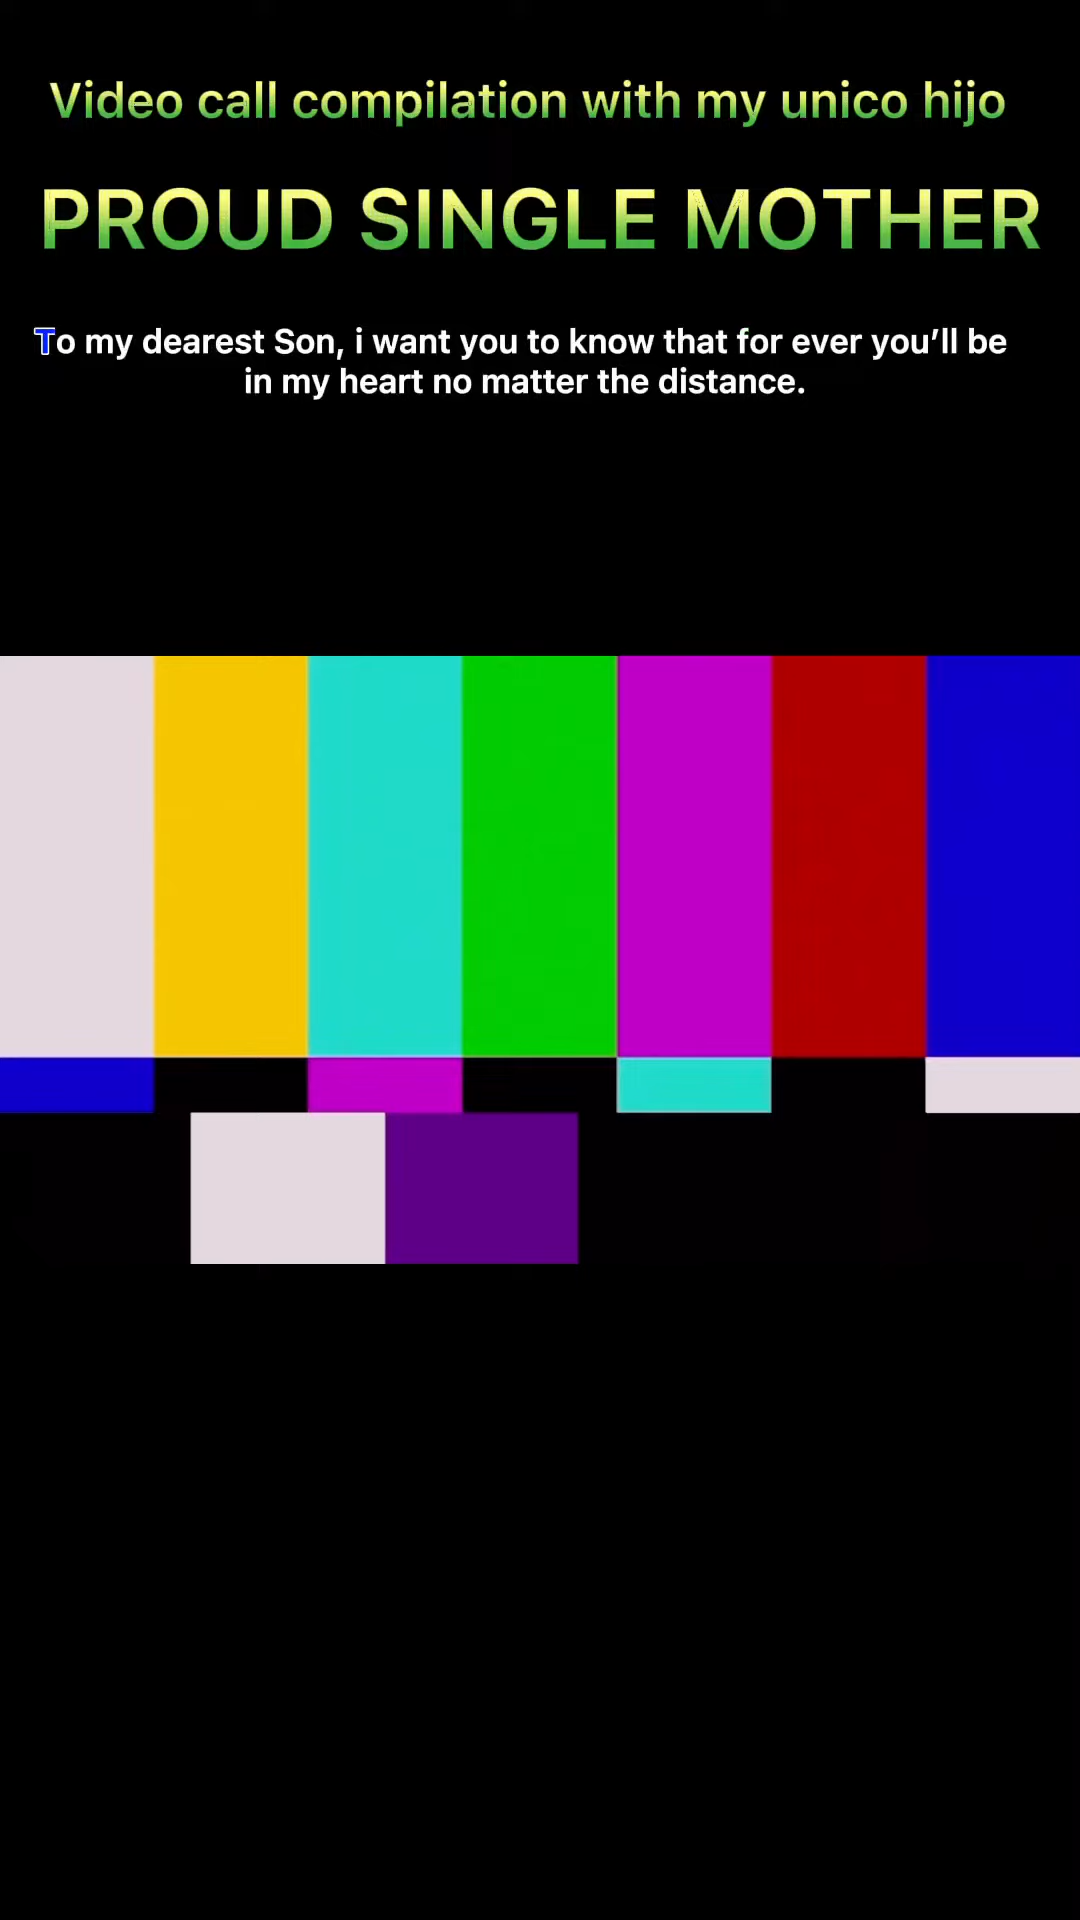 Video call compilation with my unico hijo
PROUD SINGLE MOTHER
To my dearest Son, i want you to know that for ever you’ll be
in my heart no matter the distance.